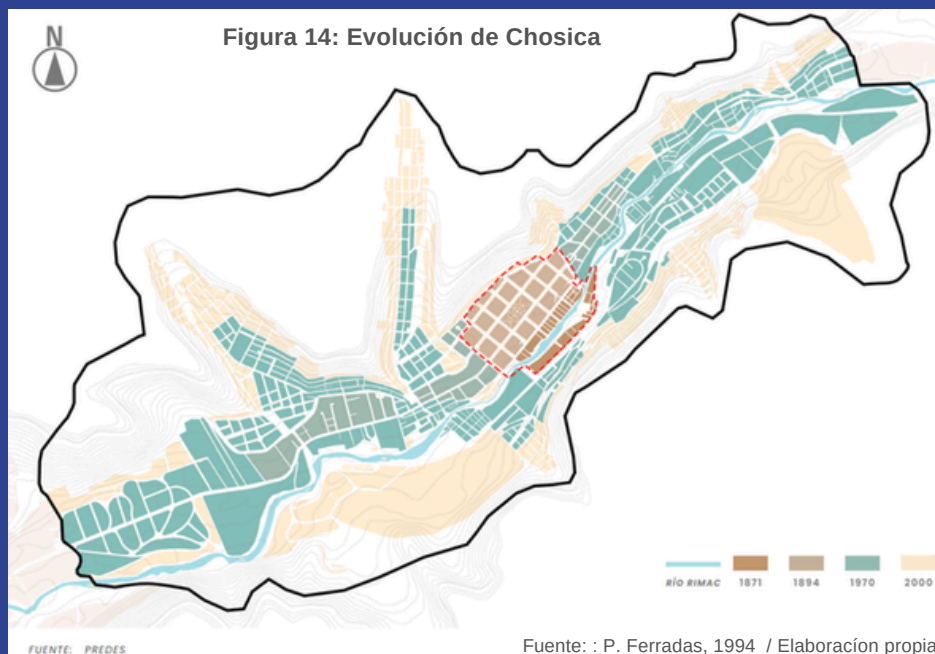 Figura 14: Evolución de Chosica
N
RÍO RIMAC
1871
1894
1970
2000
FUENTE: PREDES
Fuente: : P. Ferradas, 1994 / Elaboracíon propia